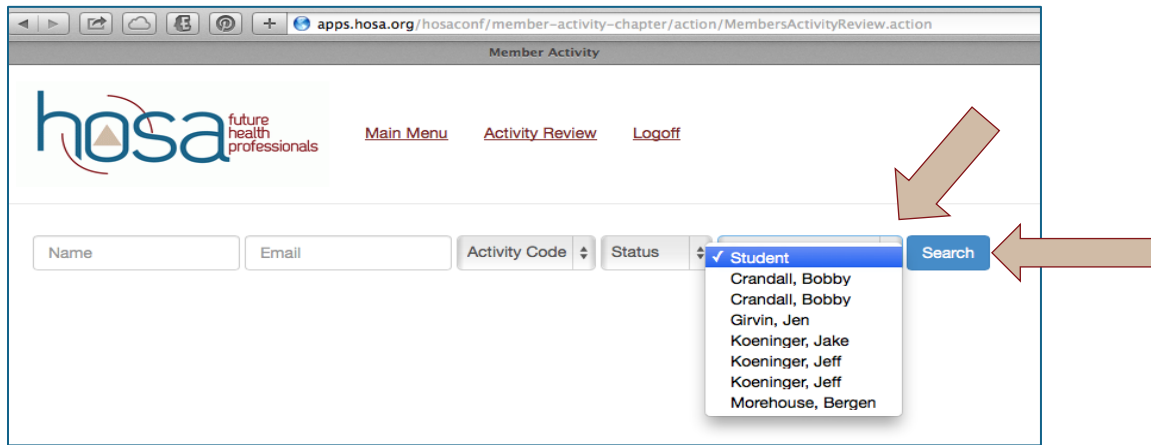 apps.hosa.org/hosaconf/member-activity-chapter/action/MembersActivityReview.action
Member Activity
hosa future health professionals
Main Menu Activity Review Logoff
Name Email Activity Code Status Search
✓ Student
Crandall, Bobby
Crandall, Bobby
Girvin, Jen
Koeninger, Jake
Koeninger, Jeff
Koeninger, Jeff
Morehouse, Bergen